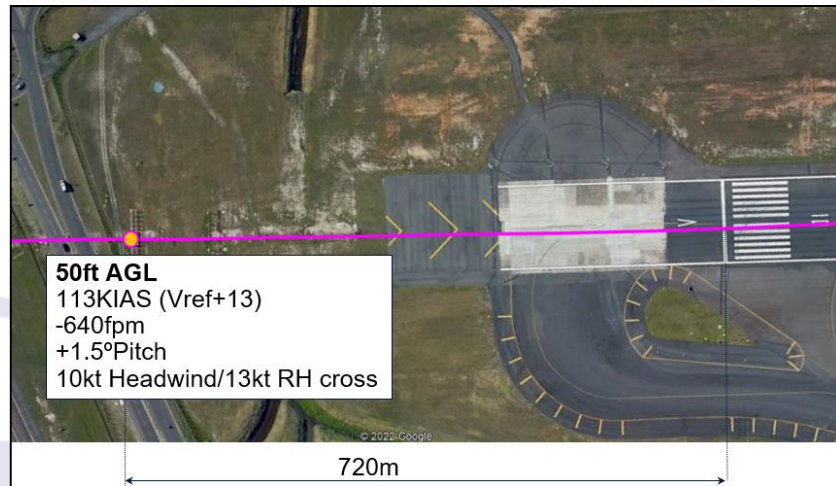 50ft AGL
113KIAS (Vref+13)
-640fpm
+1.5ºPitch
10kt Headwind/13kt RH cross
© 2022 Google
720m